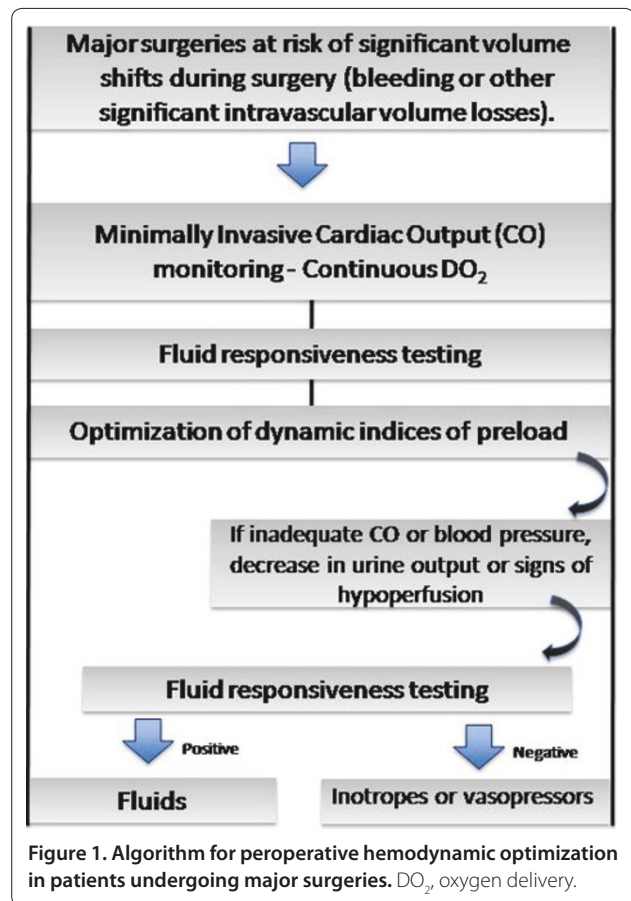 Major surgeries at risk of significant volume
shifts during surgery (bleeding or other
significant intravascular volume losses).
Minimally Invasive Cardiac Output (CO)
monitoring - Continuous DO₂
Fluid responsiveness testing
Optimization of dynamic indices of preload
If inadequate CO or blood pressure,
decrease in urine output or signs of
hypoperfusion
Fluid responsiveness testing
Positive
Negative
Fluids
Inotropes or vasopressors
Figure 1. Algorithm for peroperative hemodynamic optimization
in patients undergoing major surgeries. DO₂, oxygen delivery.